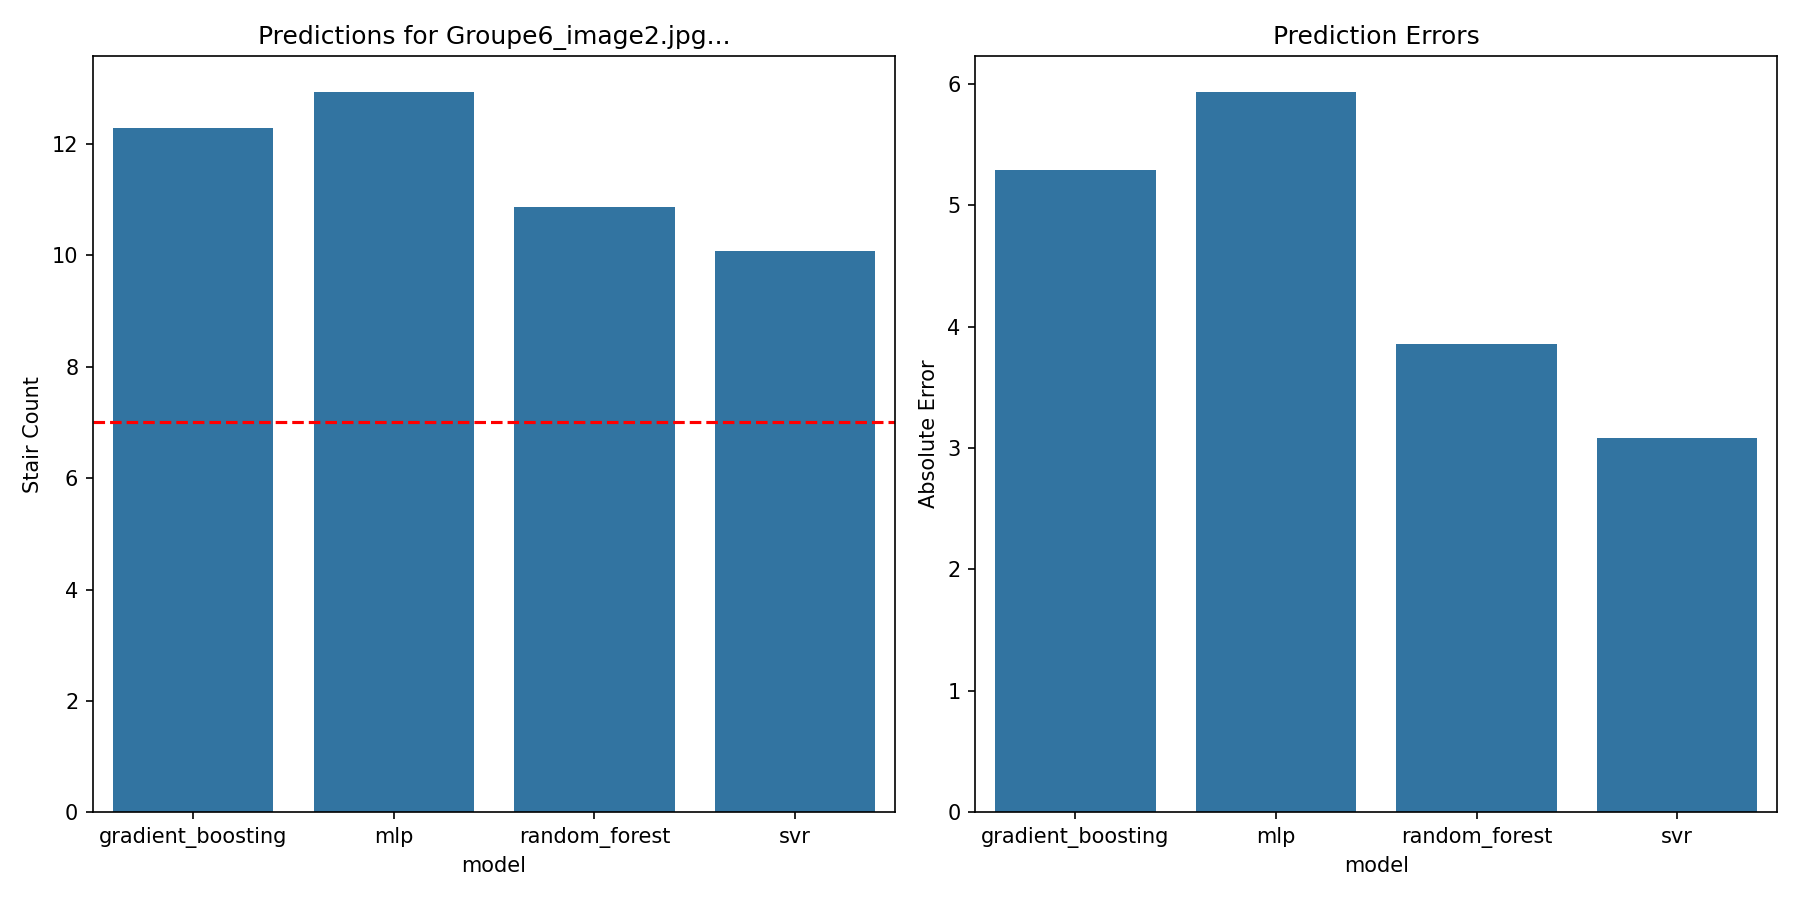 Predictions for Groupe6_image2.jpg...
Stair Count
12
10
8
6
4
2
0
gradient_boosting mlp random_forest svr
model
Prediction Errors
Absolute Error
6
5
4
3
2
1
0
gradient_boosting mlp random_forest svr
model